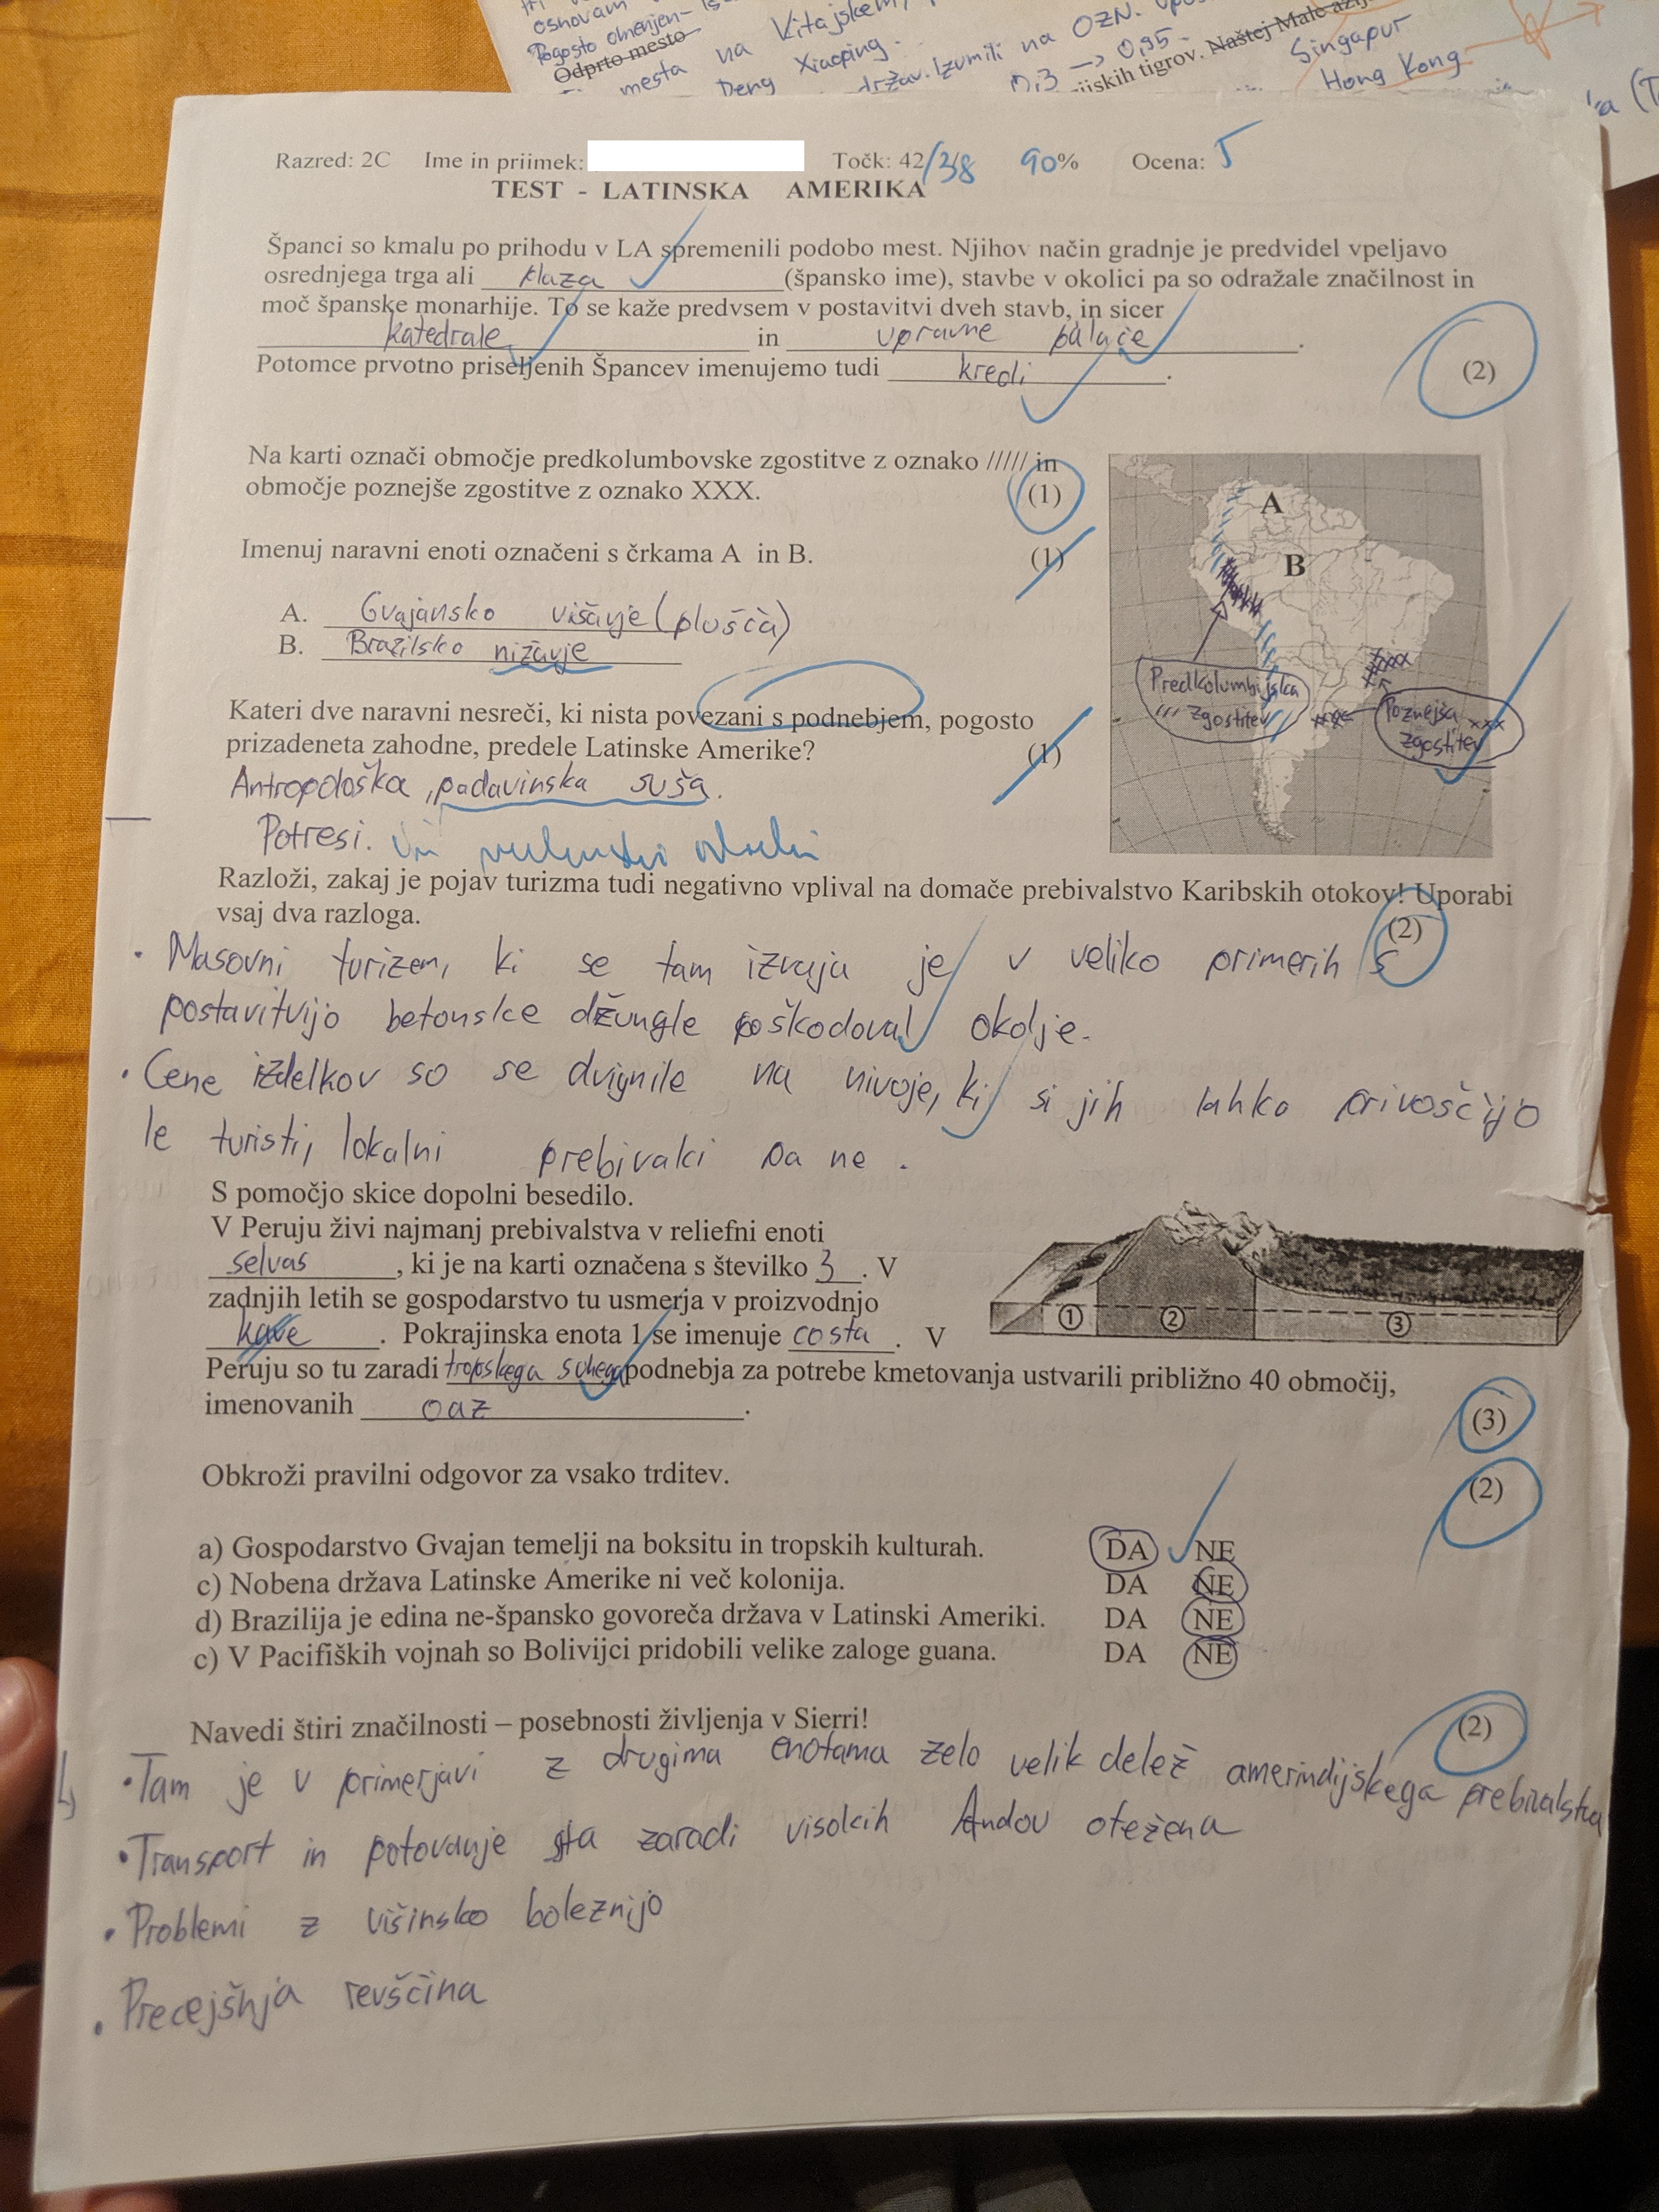 osnovam
Pogosto omenjen
Odprto mesto
mesta na Kitajskem,
Deng Xiaoping.
držav. Izumili na OZN.
0,3 → 0,95.
ijskih tigrov. Naštej Male azij
Singapur
Hong Kong
Razred: 2C Ime in priimek: Točk: 42/38 90% Ocena: 5
TEST - LATINSKA AMERIKA
Španci so kmalu po prihodu v LA spremenili podobo mest. Njihov način gradnje je predvidel vpeljavo
osrednjega trga ali plaza (špansko ime), stavbe v okolici pa so odražale značilnost in
moč španske monarhije. To se kaže predvsem v postavitvi dveh stavb, in sicer
katedrale in upravne palače.
Potomce prvotno priseljenih Špancev imenujemo tudi kreoli.
(2)
Na karti označi območje predkolumbovske zgostitve z oznako ///// in
območje poznejše zgostitve z oznako XXX. (1)
Imenuj naravni enoti označeni s črkama A in B. (1)
A. Gvajansko višavje (plošča)
B. Brazilsko nižavje
A
B
Predkolumbijska
/// zgostitev
Poznejša xxx
zgostitev
Kateri dve naravni nesreči, ki nista povezani s podnebjem, pogosto
prizadeneta zahodne, predele Latinske Amerike? (1)
Antropološka, padavinska suša.
Potresi.
Razloži, zakaj je pojav turizma tudi negativno vplival na domače prebivalstvo Karibskih otokov! Uporabi
vsaj dva razloga. (2)
• Masovni turizem, ki se tam izvaja je v veliko primerih s
postavitvijo betonske džungle poškodoval okolje.
• Cene izdelkov so se dvignile na nivoje, ki si jih lahko privoščijo
le turisti, lokalni prebivalci pa ne.
S pomočjo skice dopolni besedilo.
V Peruju živi najmanj prebivalstva v reliefni enoti
selvas, ki je na karti označena s številko 3. V
zadnjih letih se gospodarstvo tu usmerja v proizvodnjo
kave. Pokrajinska enota 1 se imenuje costa. V
Peruju so tu zaradi tropskega suhega podnebja za potrebe kmetovanja ustvarili približno 40 območij,
imenovanih oaz.
1 2 3
(3)
Obkroži pravilni odgovor za vsako trditev. (2)
a) Gospodarstvo Gvajan temelji na boksitu in tropskih kulturah. DA NE
c) Nobena država Latinske Amerike ni več kolonija. DA NE
d) Brazilija je edina ne-špansko govoreča država v Latinski Ameriki. DA NE
c) V Pacifiških vojnah so Bolivijci pridobili velike zaloge guana. DA NE
Navedi štiri značilnosti – posebnosti življenja v Sierri! (2)
• Tam je v primerjavi z drugima enotama zelo velik delež amerindijskega prebivalstva
• Transport in potovanje sta zaradi visokih Andov otežena
• Problemi z višinsko boleznijo
• Precejšnja revščina